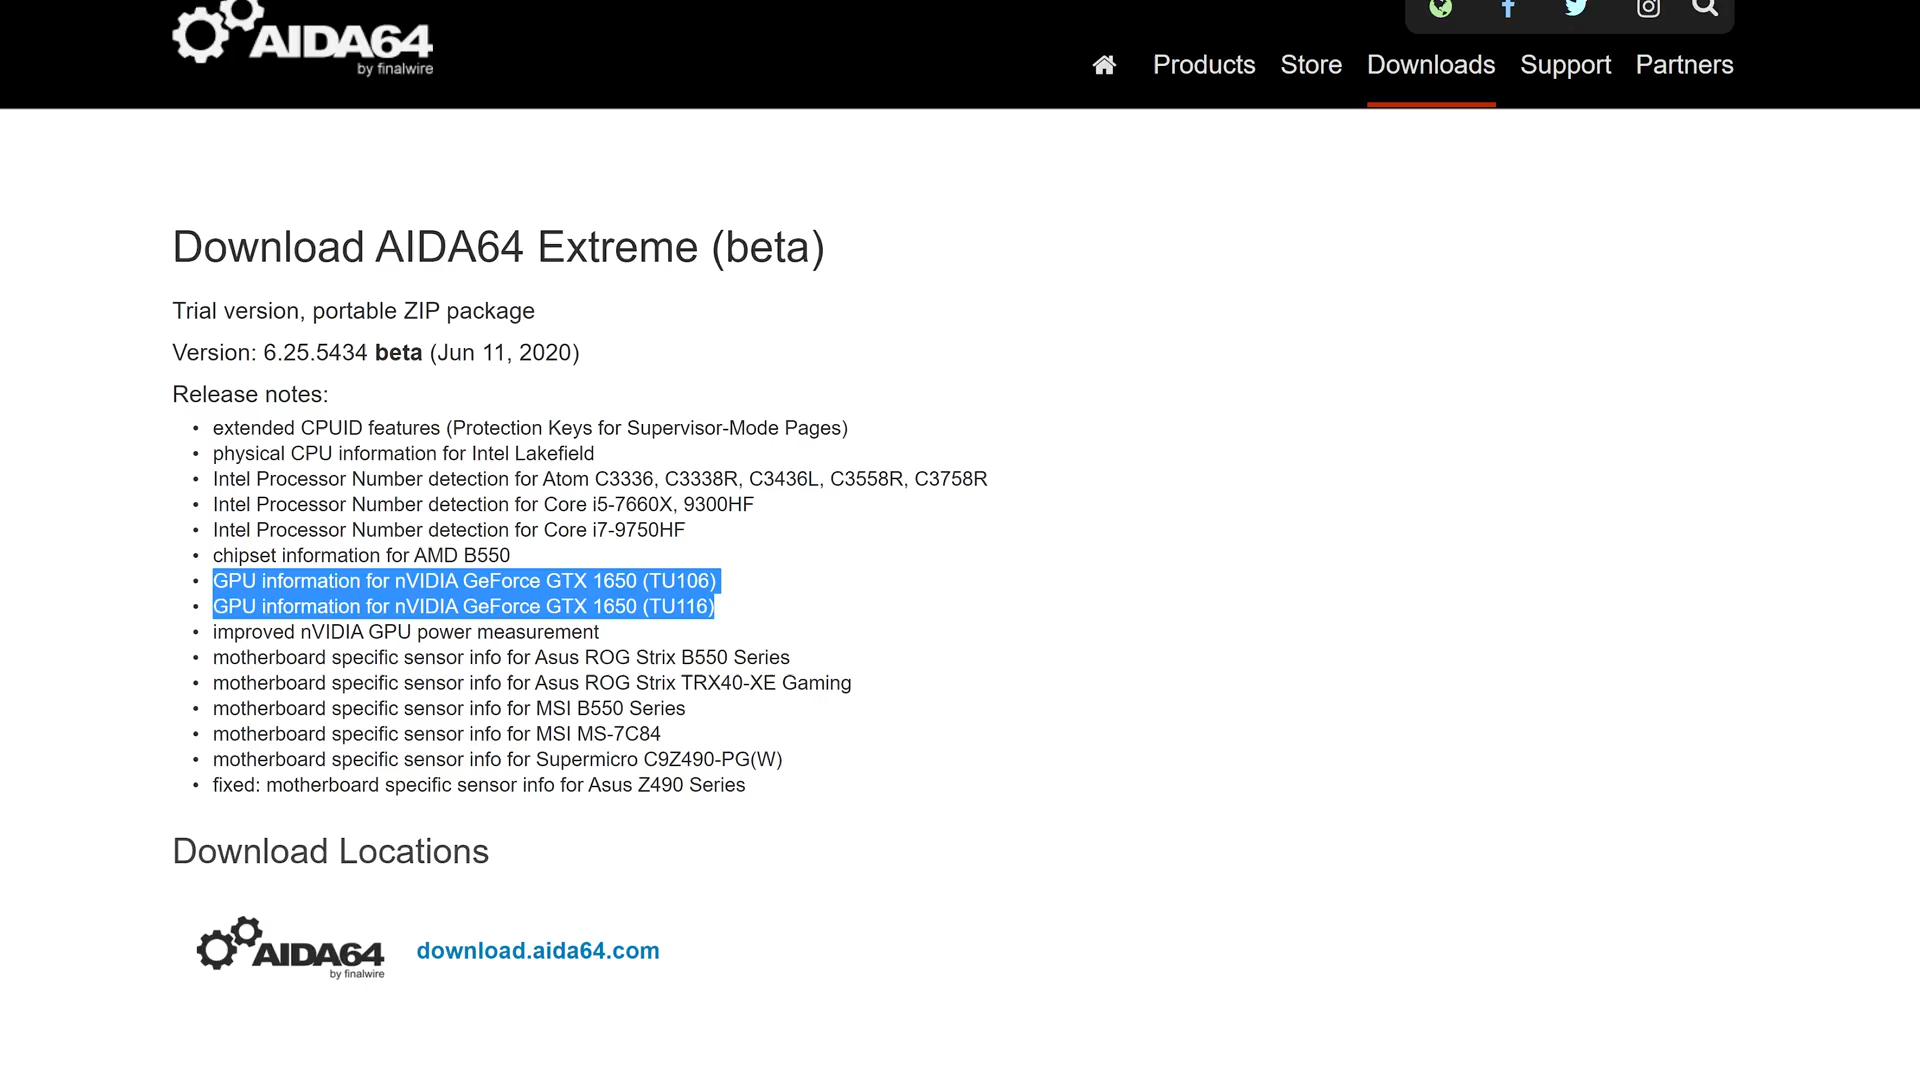 AIDA64
by finalwire
Products Store Downloads Support Partners
Download AIDA64 Extreme (beta)
Trial version, portable ZIP package
Version: 6.25.5434 beta (Jun 11, 2020)
Release notes:
• extended CPUID features (Protection Keys for Supervisor-Mode Pages)
• physical CPU information for Intel Lakefield
• Intel Processor Number detection for Atom C3336, C3338R, C3436L, C3558R, C3758R
• Intel Processor Number detection for Core i5-7660X, 9300HF
• Intel Processor Number detection for Core i7-9750HF
• chipset information for AMD B550
• GPU information for nVIDIA GeForce GTX 1650 (TU106)
• GPU information for nVIDIA GeForce GTX 1650 (TU116)
• improved nVIDIA GPU power measurement
• motherboard specific sensor info for Asus ROG Strix B550 Series
• motherboard specific sensor info for Asus ROG Strix TRX40-XE Gaming
• motherboard specific sensor info for MSI B550 Series
• motherboard specific sensor info for MSI MS-7C84
• motherboard specific sensor info for Supermicro C9Z490-PG(W)
• fixed: motherboard specific sensor info for Asus Z490 Series
Download Locations
AIDA64
by finalwire
download.aida64.com